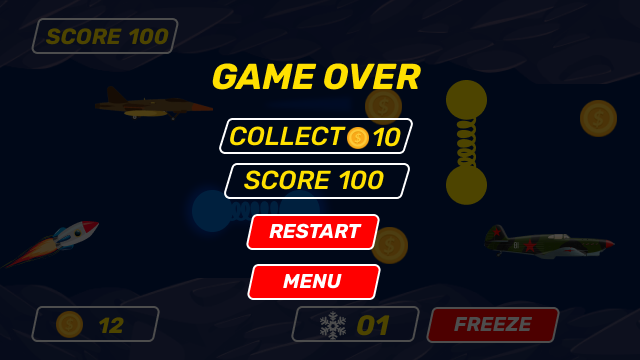 SCORE 100
GAME OVER
COLLECT 10
SCORE 100
RESTART
MENU
12
01
FREEZE